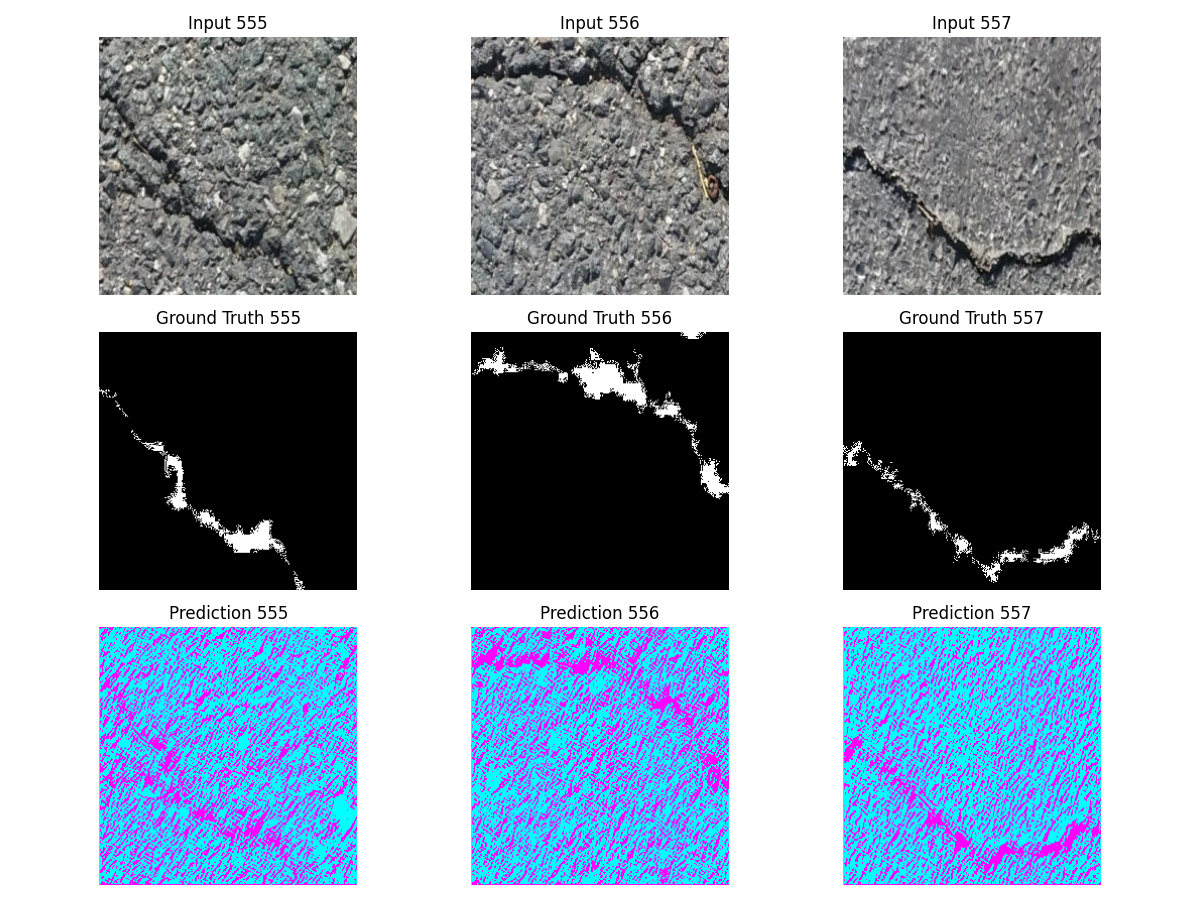 Input 555
Input 556
Input 557
Ground Truth 555
Ground Truth 556
Ground Truth 557
Prediction 555
Prediction 556
Prediction 557